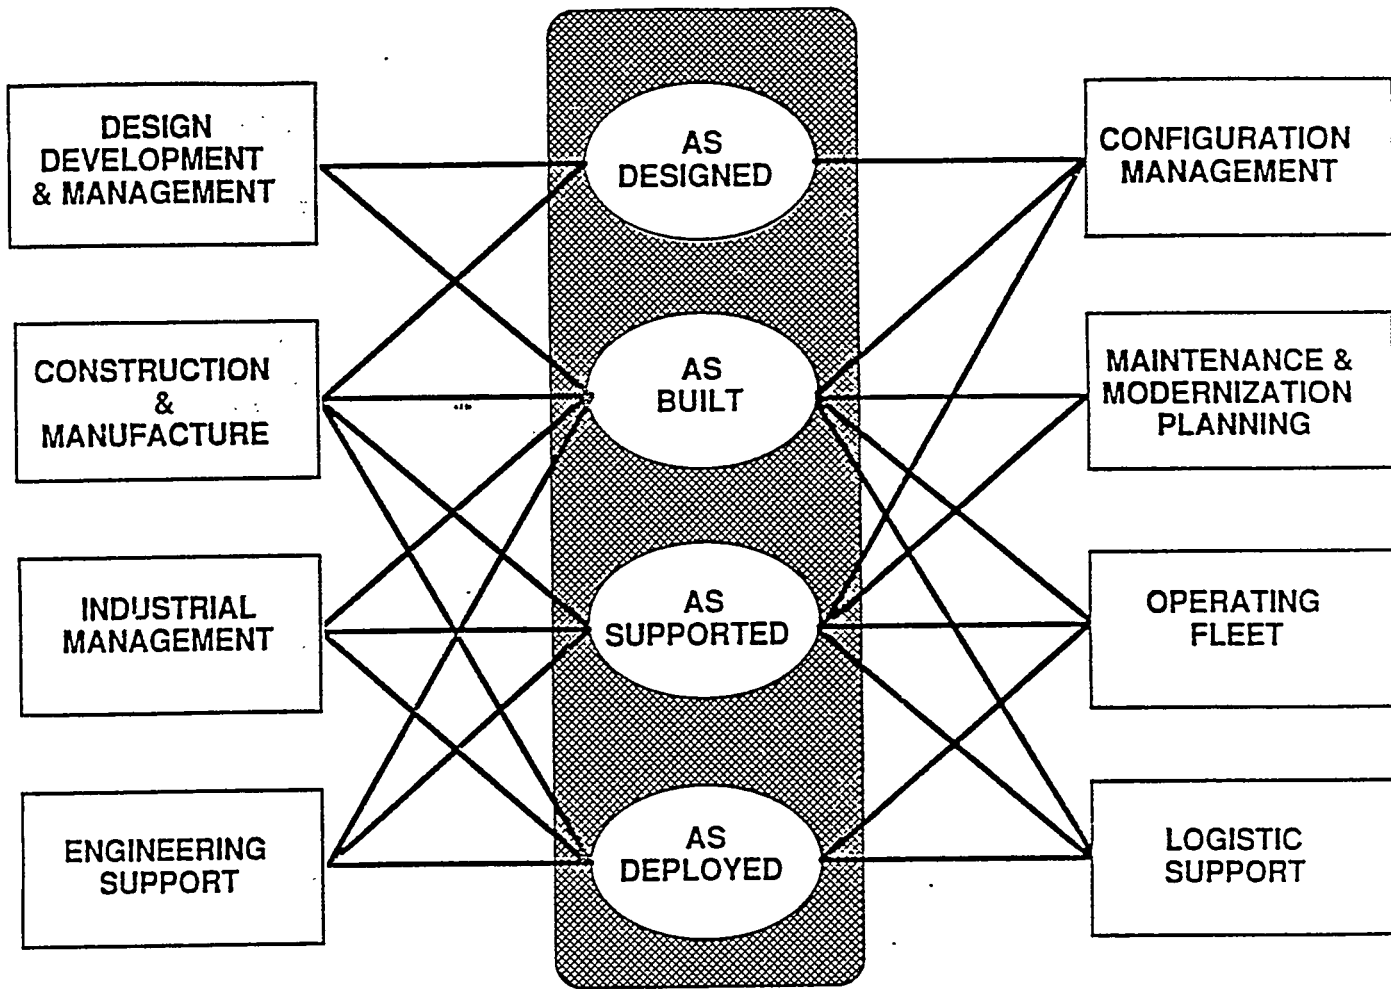 DESIGN
DEVELOPMENT
& MANAGEMENT
CONSTRUCTION
&
MANUFACTURE
INDUSTRIAL
MANAGEMENT
ENGINEERING
SUPPORT
AS
DESIGNED
AS
BUILT
AS
SUPPORTED
AS
DEPLOYED
CONFIGURATION
MANAGEMENT
MAINTENANCE &
MODERNIZATION
PLANNING
OPERATING
FLEET
LOGISTIC
SUPPORT